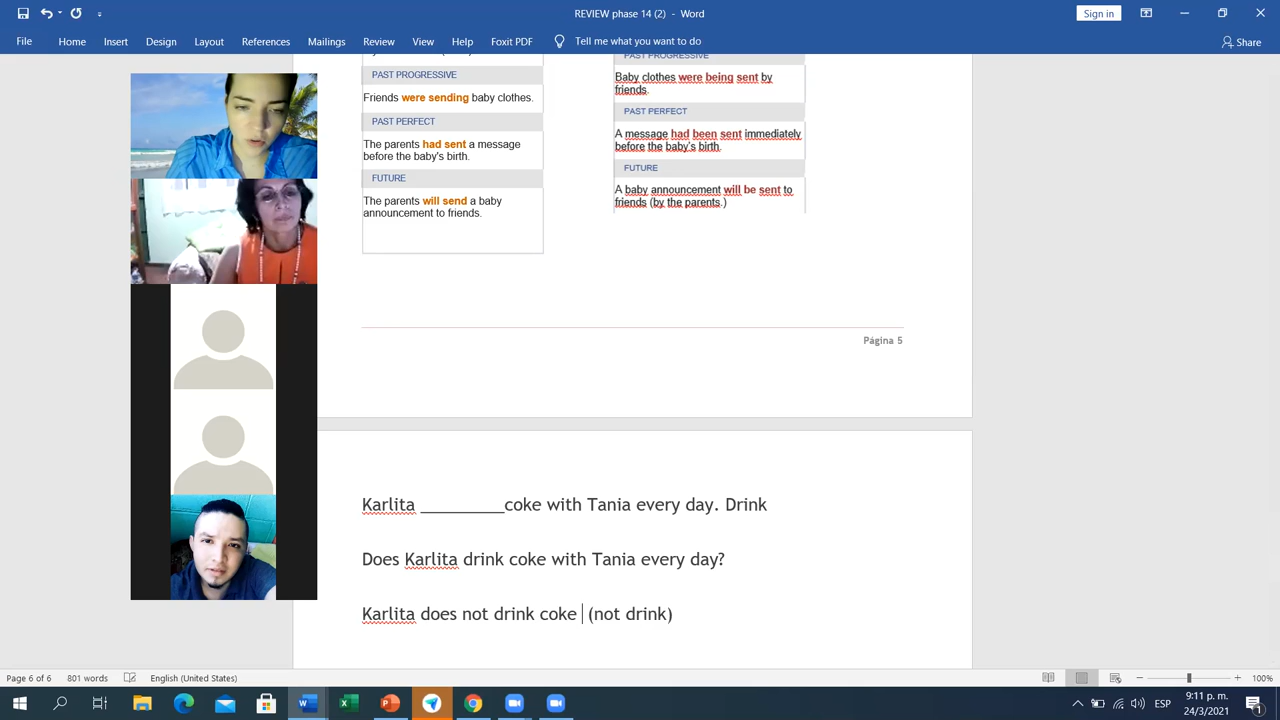 phase 14 (2) - Word
Sign in
File Home Insert Design Layout References Mailings Review View Help Foxit PDF Tell me what you want to do Share
PAST PROGRESSIVE
Friends were sending baby clothes.
PAST PERFECT
The parents had sent a message
before the baby's birth.
FUTURE
The parents will send a baby
announcement to friends.
PAST PROGRESSIVE
Baby clothes were being sent by
friends.
PAST PERFECT
A message had been sent immediately
before the baby's birth.
FUTURE
A baby announcement will be sent to
friends (by the parents.)
Página 5
Karlita _________coke with Tania every day. Drink
Does Karlita drink coke with Tania every day?
Karlita does not drink coke (not drink)
Page 6 of 6 801 words English (United States) 100%
ESP 9:11 p. m.
24/3/2021